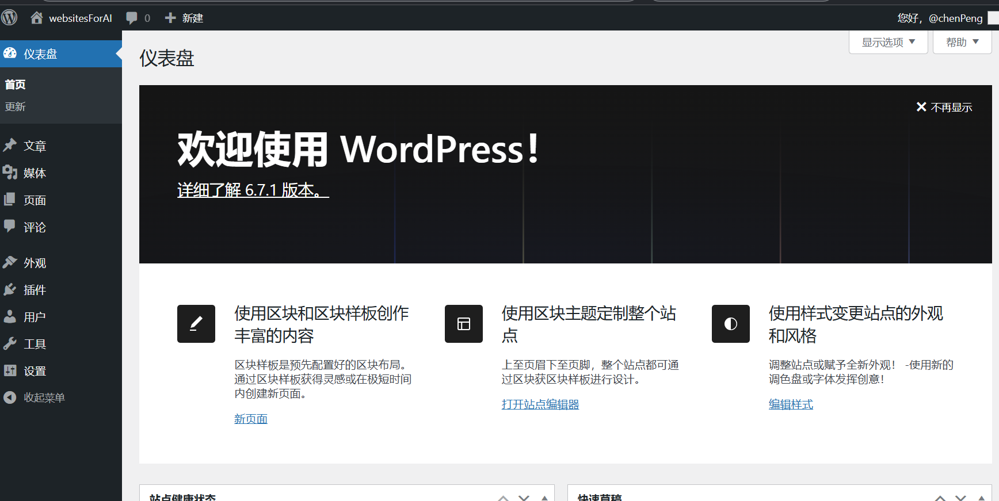 websitesForAI 0 新建 您好，@chenPeng
显示选项 帮助
仪表盘
首页
更新
文章
媒体
页面
评论
外观
插件
用户
工具
设置
收起菜单
仪表盘
不再显示
欢迎使用 WordPress！
详细了解 6.7.1 版本。
使用区块和区块样板创作
丰富的内容
区块样板是预先配置好的区块布局。
通过区块样板获得灵感或在极短时间
内创建新页面。
新页面
使用区块主题定制整个站
点
上至页眉下至页脚，整个站点都可通
过区块获区块样板进行设计。
打开站点编辑器
使用样式变更站点的外观
和风格
调整站点或赋予全新外观！ -使用新的
调色盘或字体发挥创意！
编辑样式
站点健康状态
快速草稿